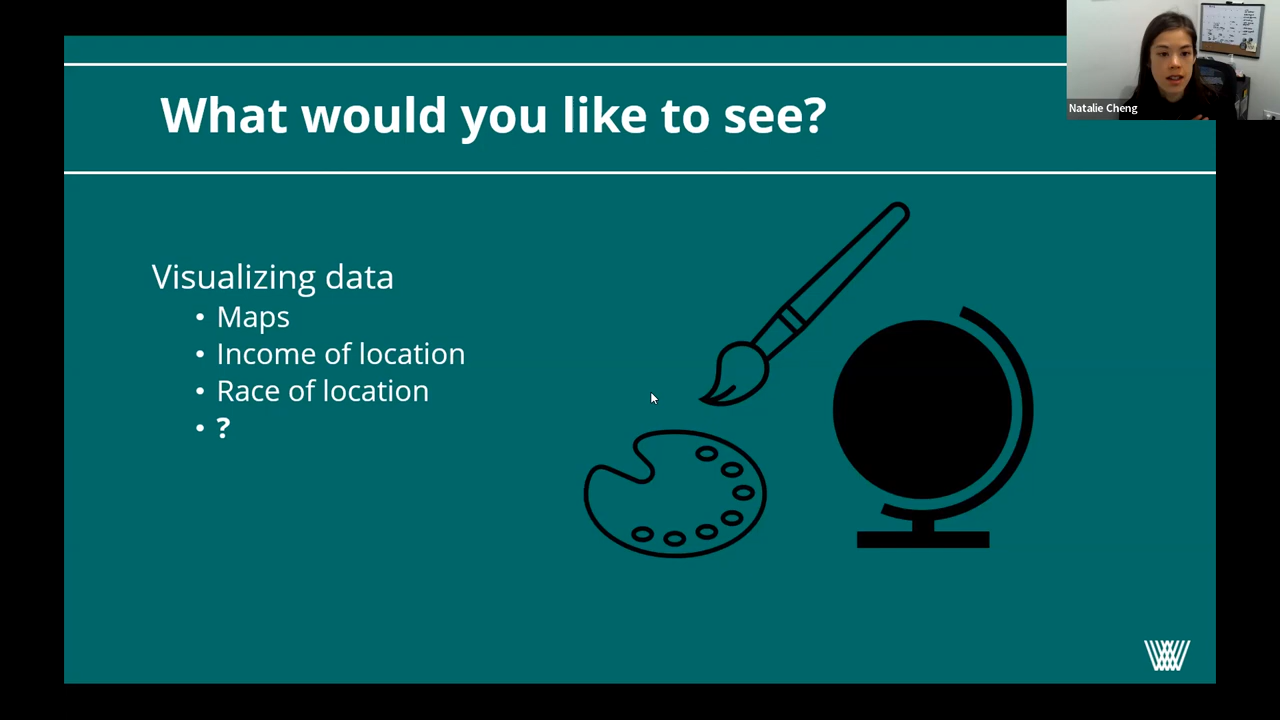 What would you like to see?
Natalie Cheng
Visualizing data
• Maps
• Income of location
• Race of location
• ?